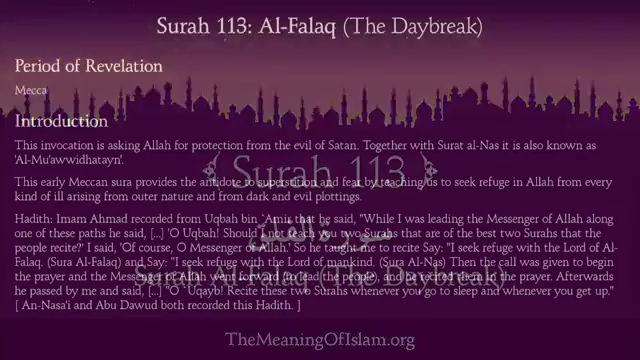 Surah 113: Al-Falaq (The Daybreak)
Period of Revelation
Mecca
Introduction
This invocation is asking Allah for protection from the evil of Satan. Together with Surat al-Nas it is also known as
'Al-Mu'awwidhatayn'.
Surah 113
This early Meccan sura provides the antidote to superstition and fear by teaching us to seek refuge in Allah from every
kind of ill arising from outer nature and from dark and evil plottings.
Hadith: Imam Ahmad recorded from Uqbah bin 'Amir that he said, "While I was leading the Messenger of Allah along
one of these paths he said, [...] 'O Uqbah! Should I not teach you two Surahs that are of the best two Surahs that the
people recite?' I said, 'Of course, O Messenger of Allah.' So he taught me to recite Say: "I seek refuge with the Lord of Al-
Falaq. (Sura Al-Falaq) and Say: "I seek refuge with the Lord of mankind. (Sura Al-Nas) Then the call was given to begin
the prayer and the Messenger of Allah went forward (to lead the people), and he recited them in the prayer. Afterwards
he passed by me and said, [...] "O ' Uqayb! Recite these two Surahs whenever you go to sleep and whenever you get up."
[ An-Nasa'i and Abu Dawud both recorded this Hadith. ]
سورة الفلق
Surah Al-Falaq (The Daybreak)
TheMeaningOfIslam.org